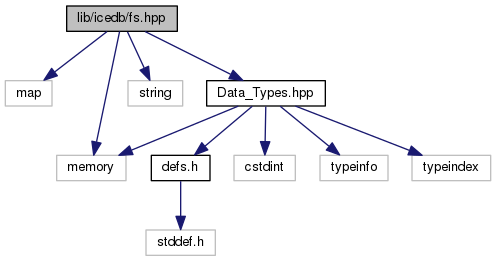 lib/icedb/fs.hpp
map
string
Data_Types.hpp
memory
defs.h
cstdint
typeinfo
typeindex
stddef.h